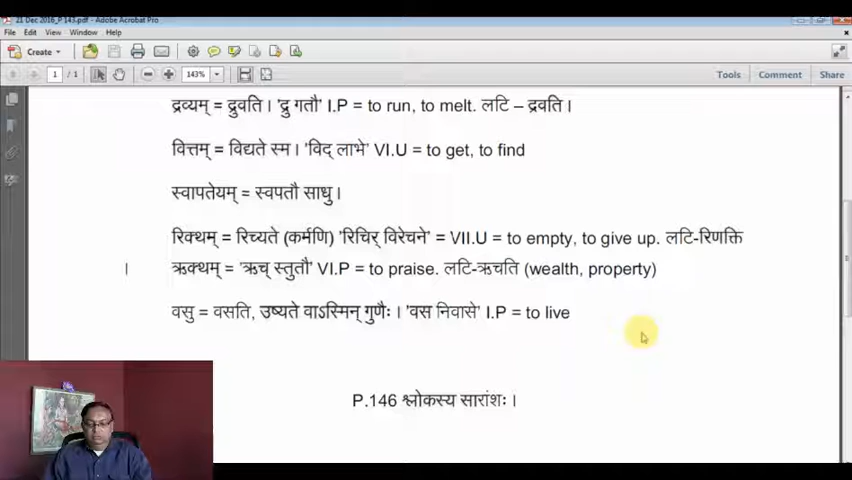 21 Dec 2016_P 143.pdf - Adobe Acrobat Pro
File Edit View Window Help
Create
1 / 1 143% Tools Comment Share
द्रव्यम् = द्रुवति । 'द्रु गतौ' I.P = to run, to melt. लटि – द्रवति ।
वित्तम् = विद्यते स्म । 'विद् लाभे' VI.U = to get, to find
स्वापतेयम् = स्वपतौ साधु ।
रिक्थम् = रिच्यते (कर्मणि) 'रिचिर् विरेचने' = VII.U = to empty, to give up. लटि-रिणक्ति
। ऋक्थम् = 'ऋच् स्तुतौ' VI.P = to praise. लटि-ऋचति (wealth, property)
वसु = वसति, उष्यते वाऽस्मिन् गुणैः । 'वस निवासे' I.P = to live
P.146 श्लोकस्य सारांशः ।